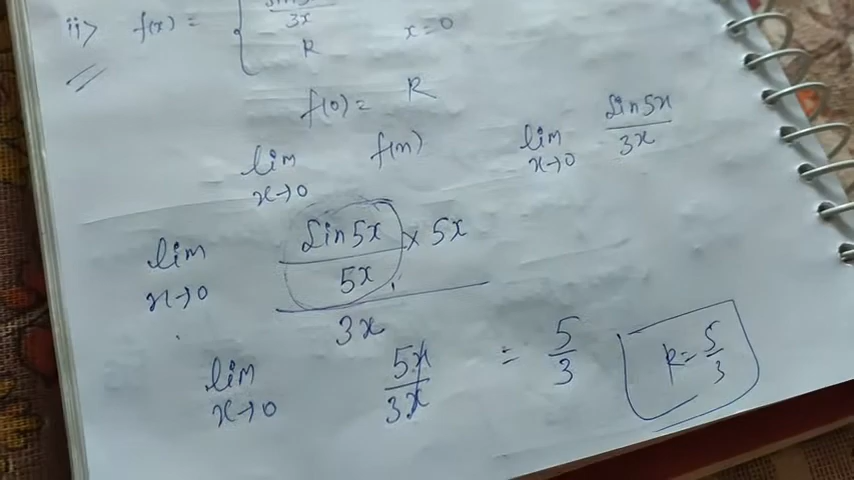 ii> f(x) = { sin5x / 3x
k x=0
f(0) = k
lim x→0 f(x) lim x→0 sin5x / 3x
lim x→0 sin5x / 5x × 5x / 3x
lim x→0 5x / 3x = 5/3 k = 5/3